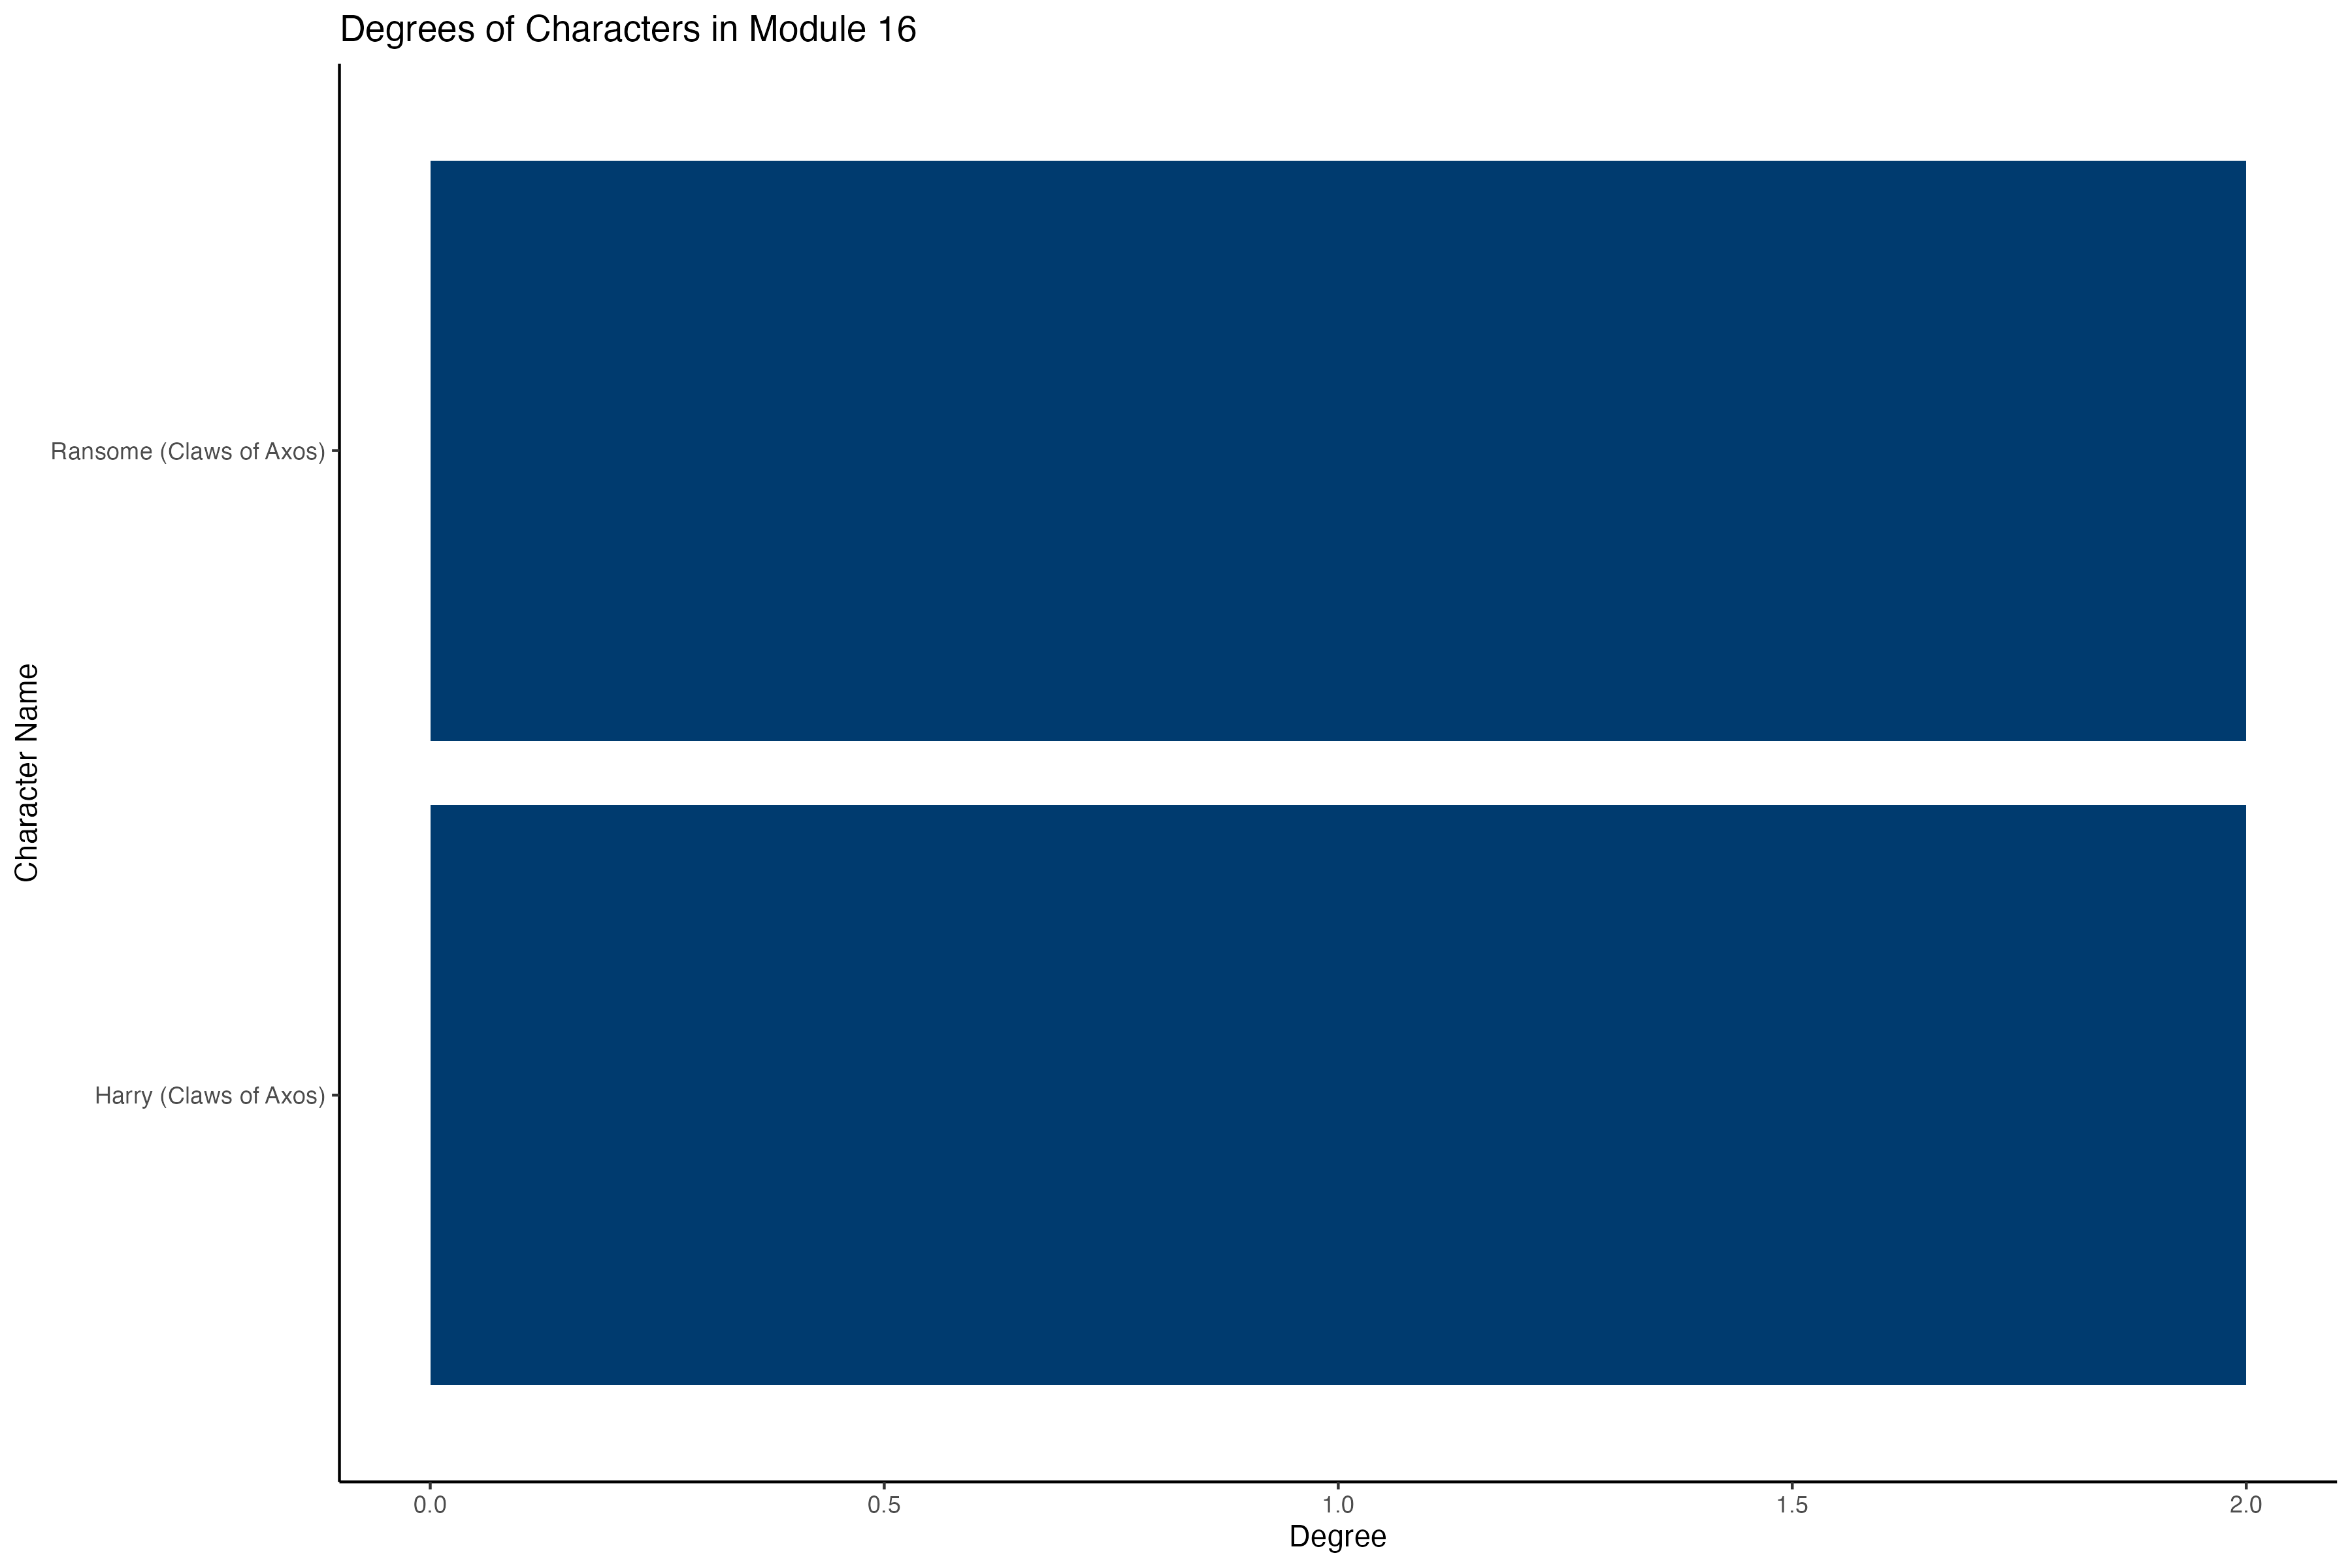 Degrees of Characters in Module 16
Character Name
Ransome (Claws of Axos)
Harry (Claws of Axos)
0.0 0.5 1.0 1.5 2.0
Degree